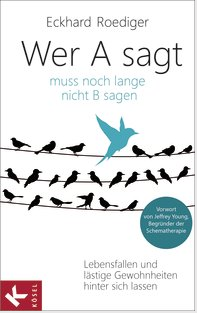 Eckhard Roediger
Wer A sagt
muss noch lange
nicht B sagen
Vorwort
von Jeffrey Young,
Begründer der
Schematherapie
Lebensfallen und
lästige Gewohnheiten
hinter sich lassen
KÖSEL